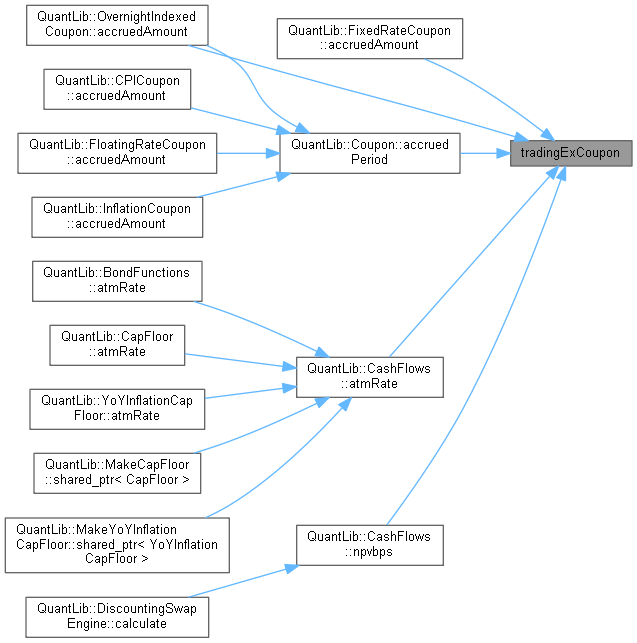 QuantLib::OvernightIndexed
Coupon::accruedAmount
QuantLib::FixedRateCoupon
::accruedAmount
QuantLib::CPICoupon
::accruedAmount
QuantLib::FloatingRateCoupon
::accruedAmount
QuantLib::Coupon::accrued
Period
tradingExCoupon
QuantLib::InflationCoupon
::accruedAmount
QuantLib::BondFunctions
::atmRate
QuantLib::CapFloor
::atmRate
QuantLib::CashFlows
::atmRate
QuantLib::YoYInflationCap
Floor::atmRate
QuantLib::MakeCapFloor
::shared_ptr< CapFloor >
QuantLib::MakeYoYInflation
CapFloor::shared_ptr< YoYInflation
CapFloor >
QuantLib::CashFlows
::npvbps
QuantLib::DiscountingSwap
Engine::calculate